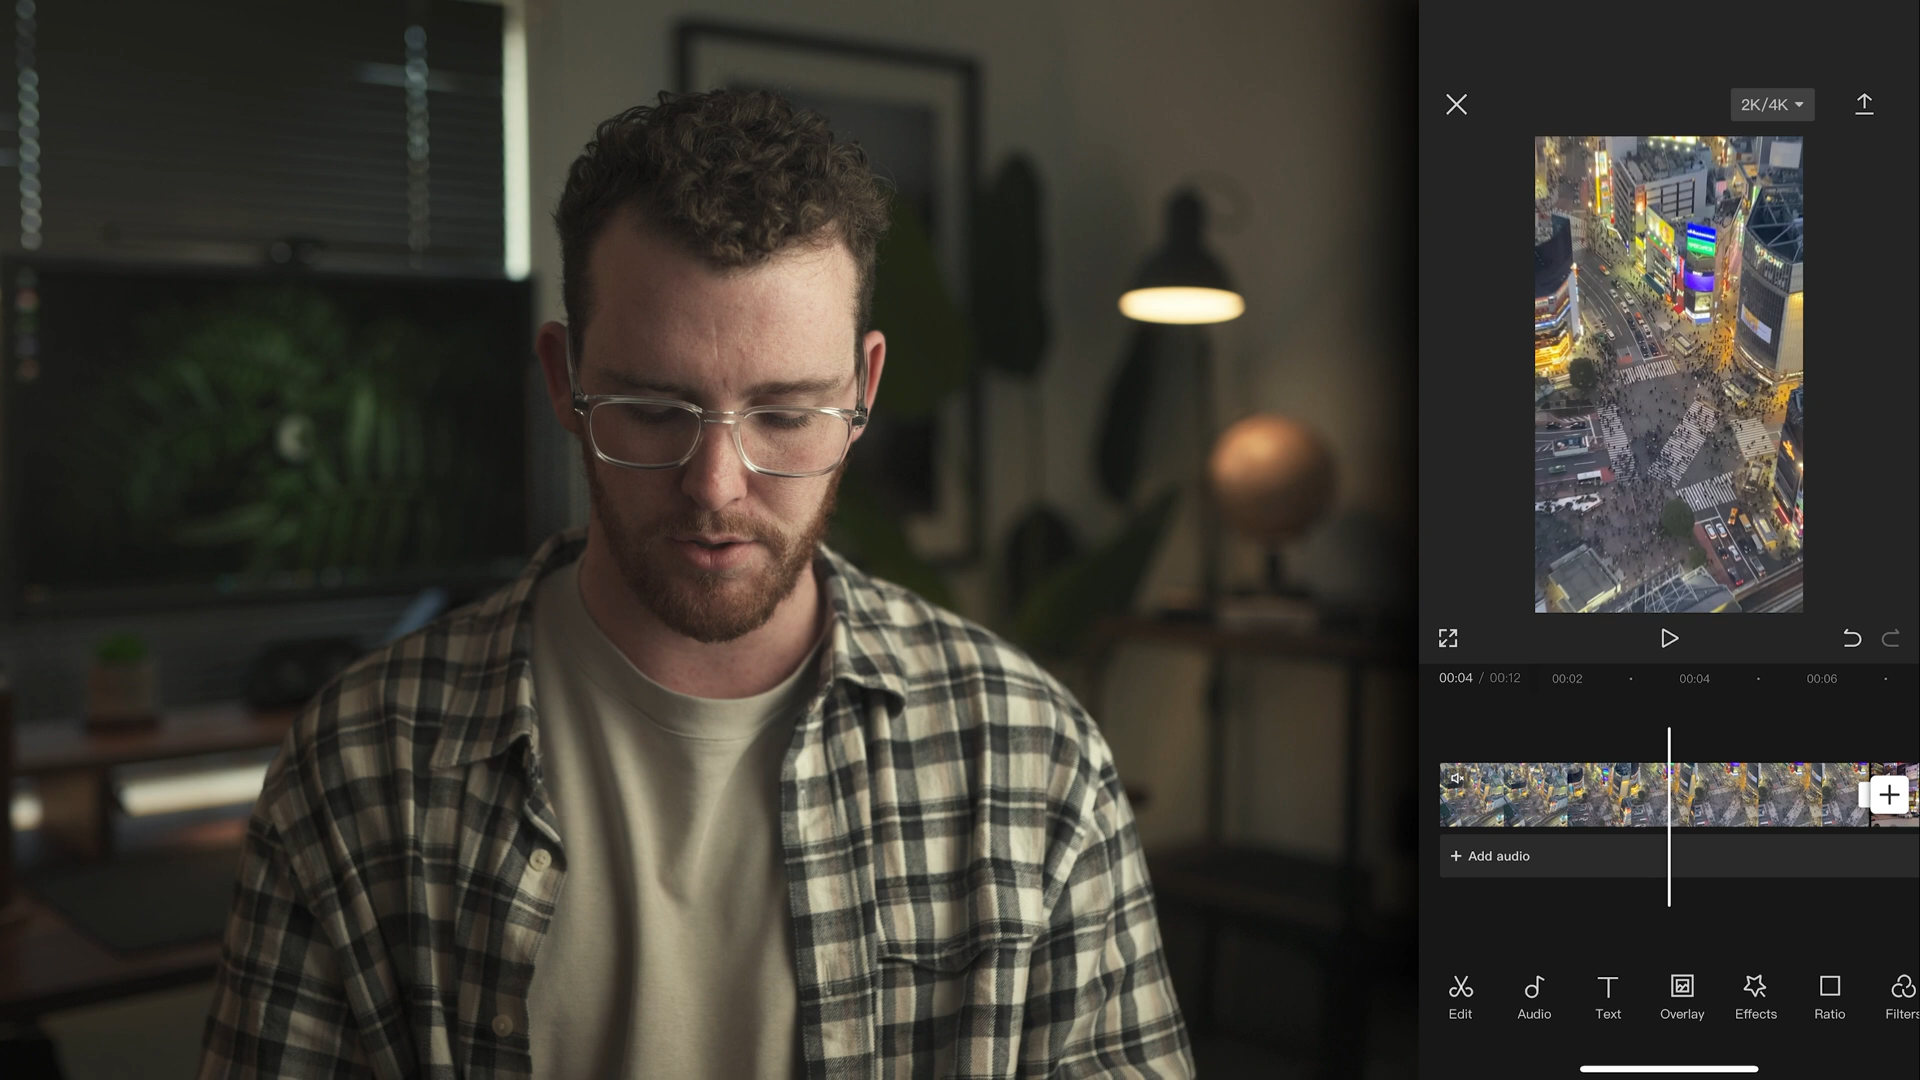 2K/4K
00:04 / 00:12 00:02 00:04 00:06
+ Add audio
Edit Audio Text Overlay Effects Ratio Filters